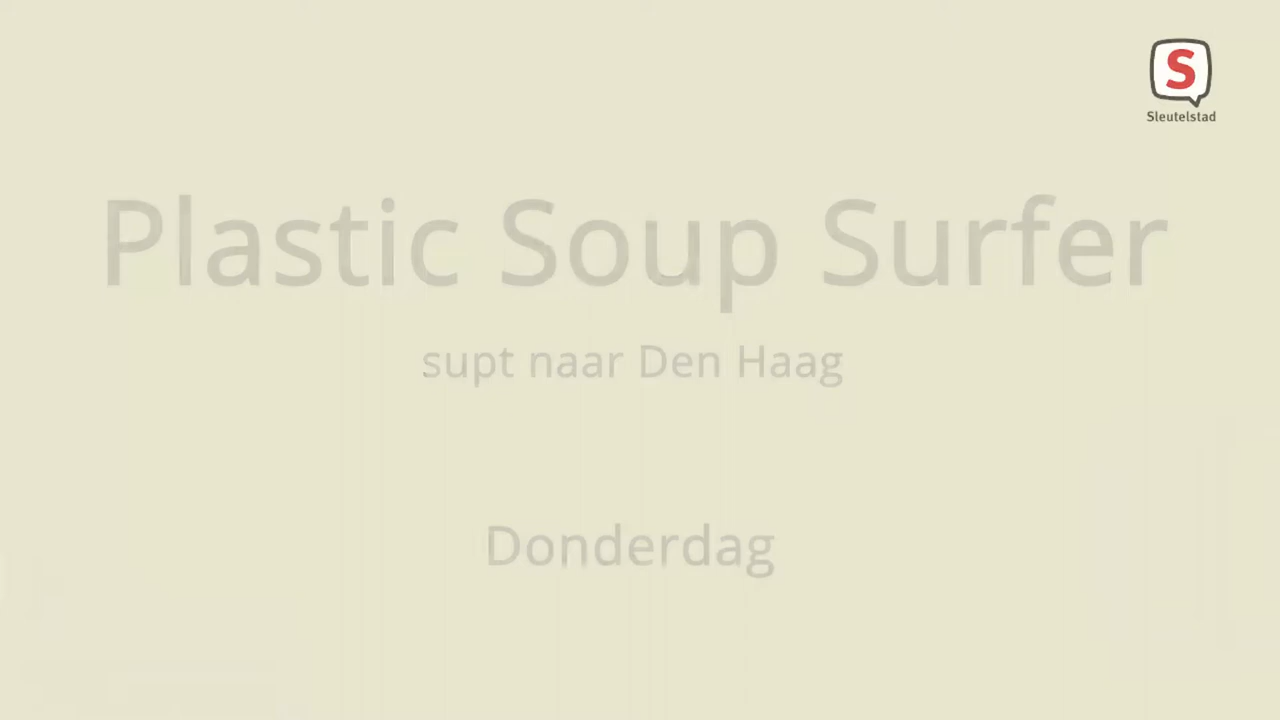 S
Sleutelstad
Plastic Soup Surfer
supt naar Den Haag
Donderdag